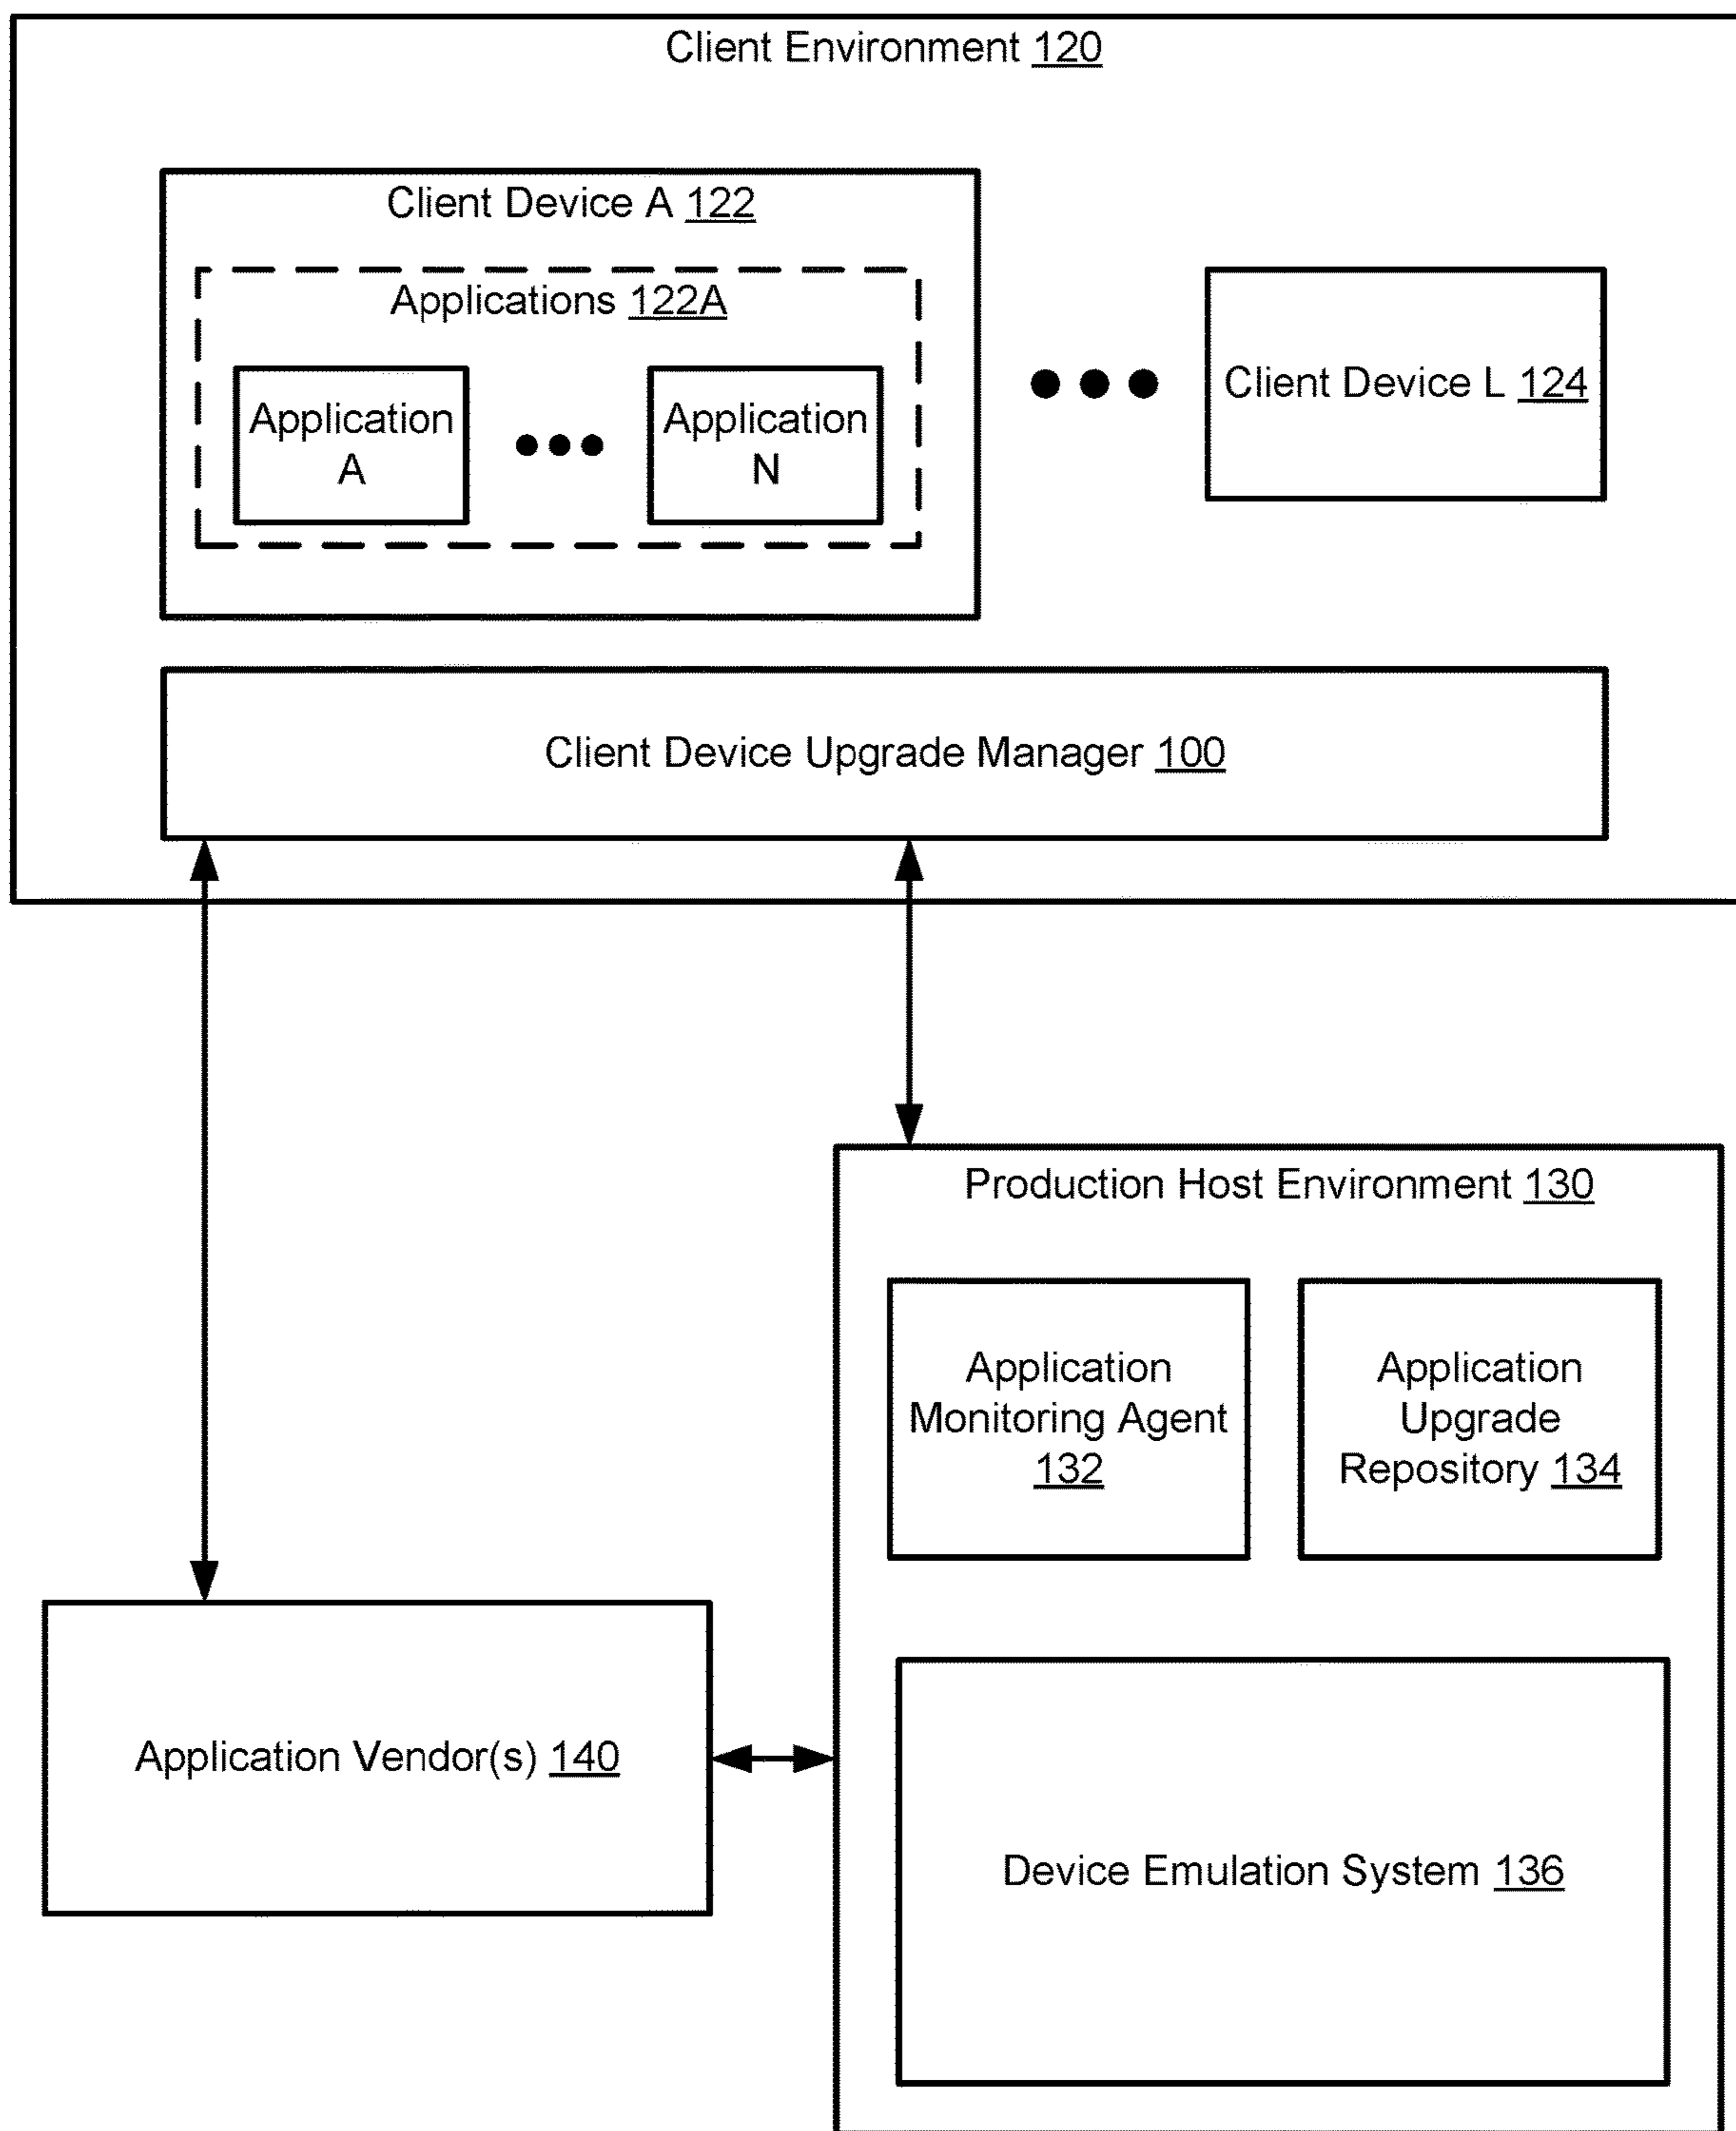 Client Environment 120
Client Device A 122
Applications 122A
Application
A
Application
N
Client Device L 124
Client Device Upgrade Manager 100
Production Host Environment 130
Application
Monitoring Agent
132
Application
Upgrade
Repository 134
Application Vendor(s) 140
Device Emulation System 136